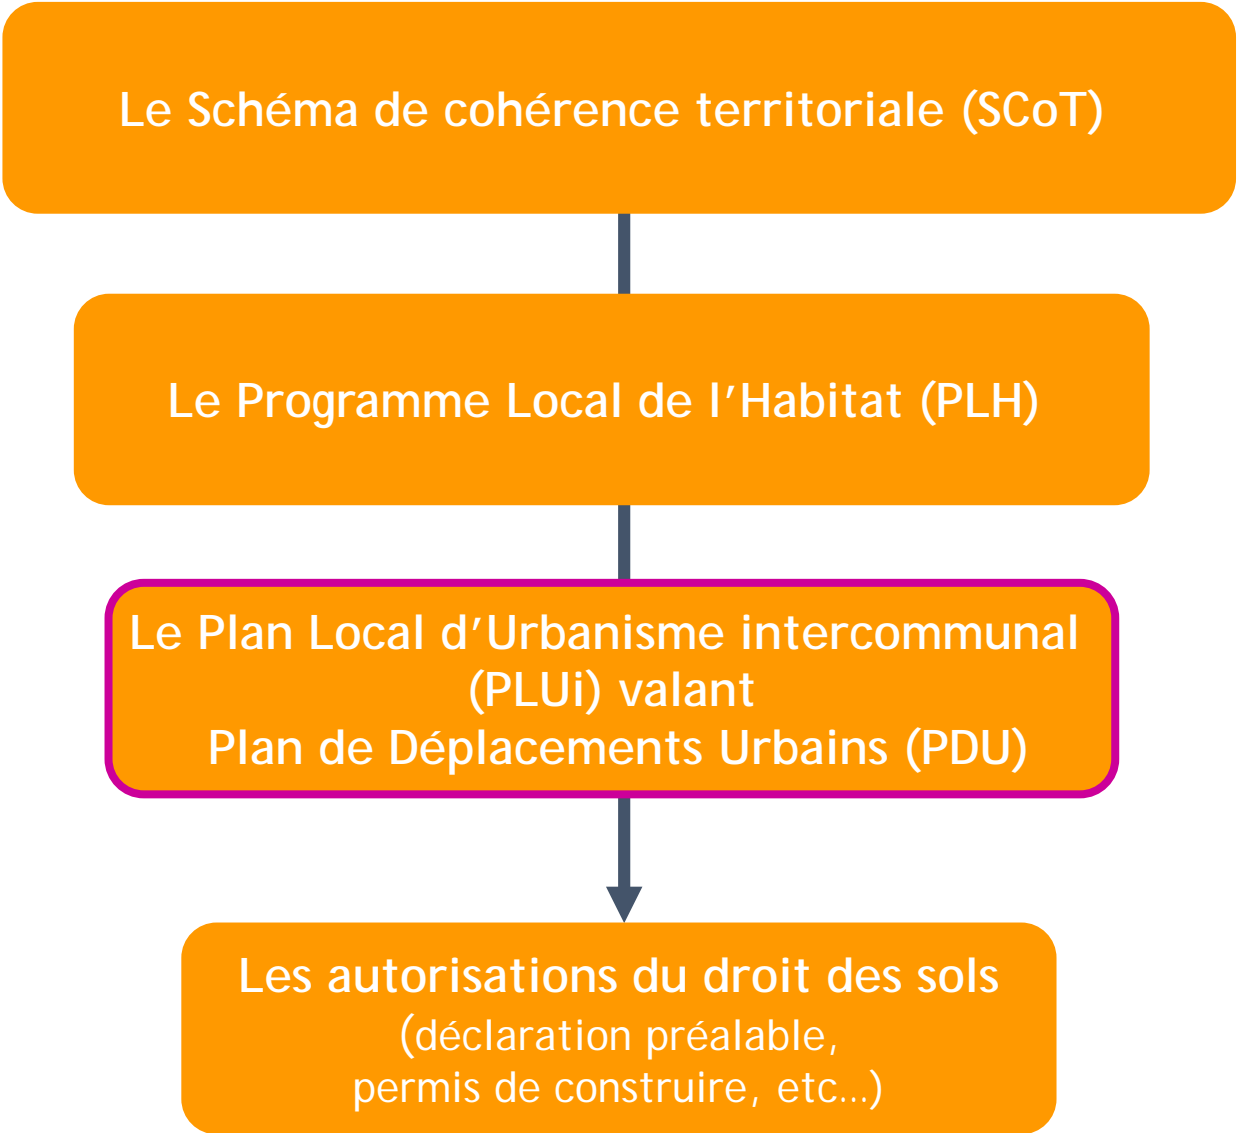 Le Schéma de cohérence territoriale (SCoT)
Le Programme Local de l’Habitat (PLH)
Le Plan Local d’Urbanisme intercommunal
(PLUi) valant
Plan de Déplacements Urbains (PDU)
Les autorisations du droit des sols
(déclaration préalable,
permis de construire, etc…)